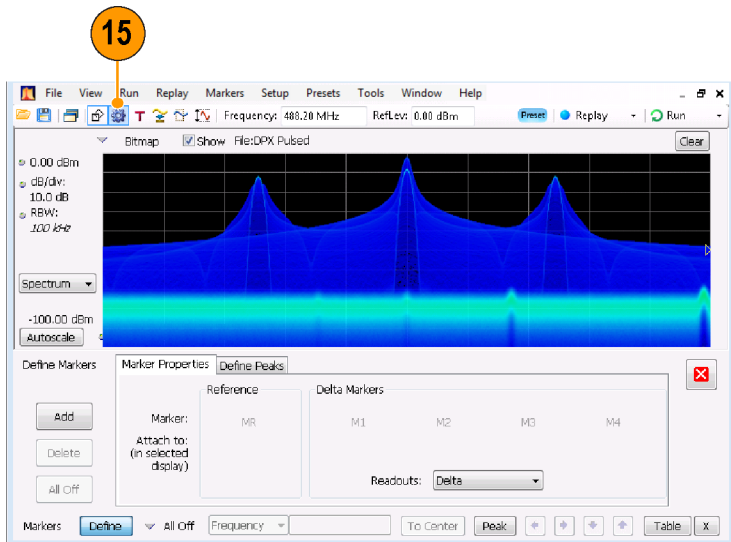 15
File View Run Replay Markers Setup Presets Tools Window Help
T Frequency: 488.20 MHz RefLev: 0.00 dBm Preset Replay Run
Bitmap Show File:DPX Pulsed Clear
0.00 dBm
dB/div:
10.0 dB
RBW:
100 kHz
Spectrum
-100.00 dBm
Autoscale
Define Markers Marker Properties Define Peaks
Reference Delta Markers
Add Marker: MR M1 M2 M3 M4
Attach to:
Delete (in selected
display)
All Off Readouts: Delta
Markers Define All Off Frequency To Center Peak Table X